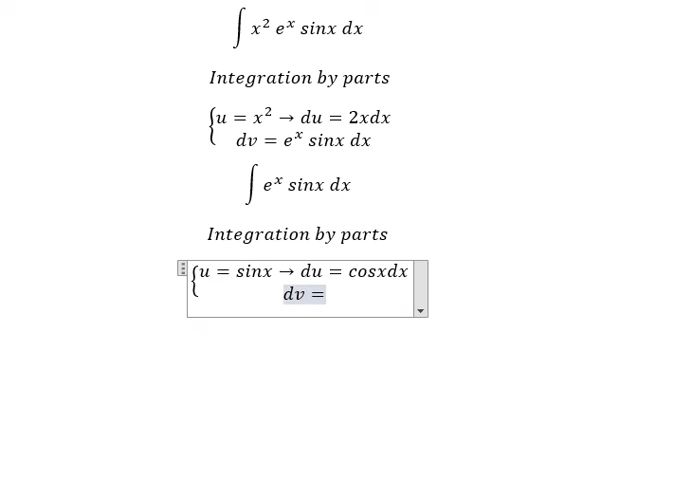 ∫ x² eˣ sinx dx
Integration by parts
{u = x² → du = 2xdx
dv = eˣ sinx dx
∫ eˣ sinx dx
Integration by parts
{u = sinx → du = cosxdx
dv =